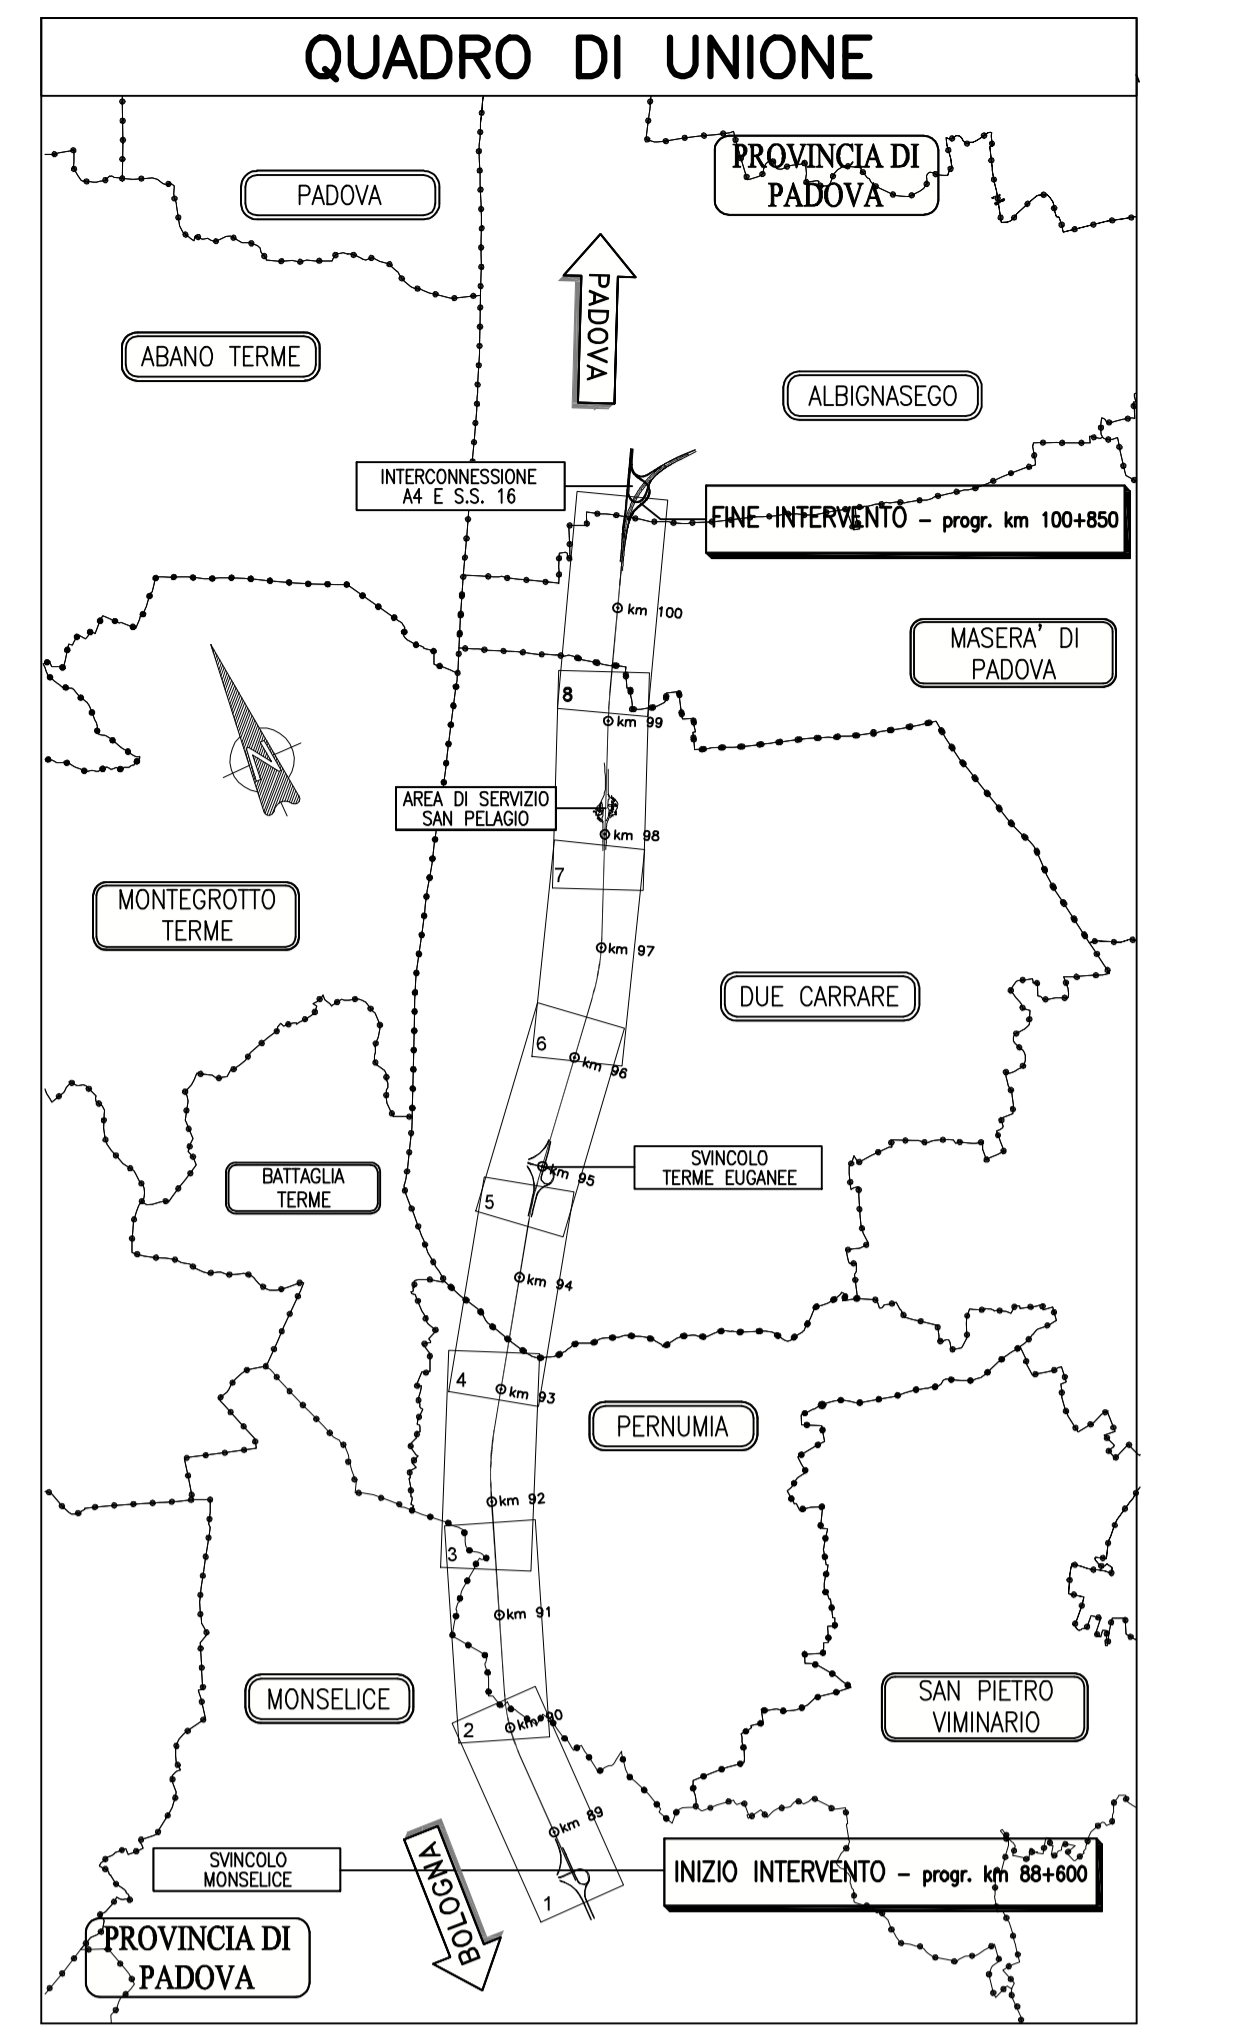 QUADRO DI UNIONE
PROVINCIA DI
PADOVA
PADOVA
PADOVA
ABANO TERME
ALBIGNASEGO
INTERCONNESSIONE
A4 E S.S. 16
FINE INTERVENTO – progr. km 100+850
km 100
MASERA' DI
PADOVA
8
km 99
N
AREA DI SERVIZIO
SAN PELAGIO
km 98
7
MONTEGROTTO
TERME
km 97
DUE CARRARE
6
km 96
SVINCOLO
TERME EUGANEE
km 95
BATTAGLIA
TERME
5
km 94
4
km 93
PERNUMIA
km 92
3
km 91
MONSELICE
SAN PIETRO
VIMINARIO
2
km 90
km 89
SVINCOLO
MONSELICE
BOLOGNA
INIZIO INTERVENTO – progr. km 88+600
1
PROVINCIA DI
PADOVA